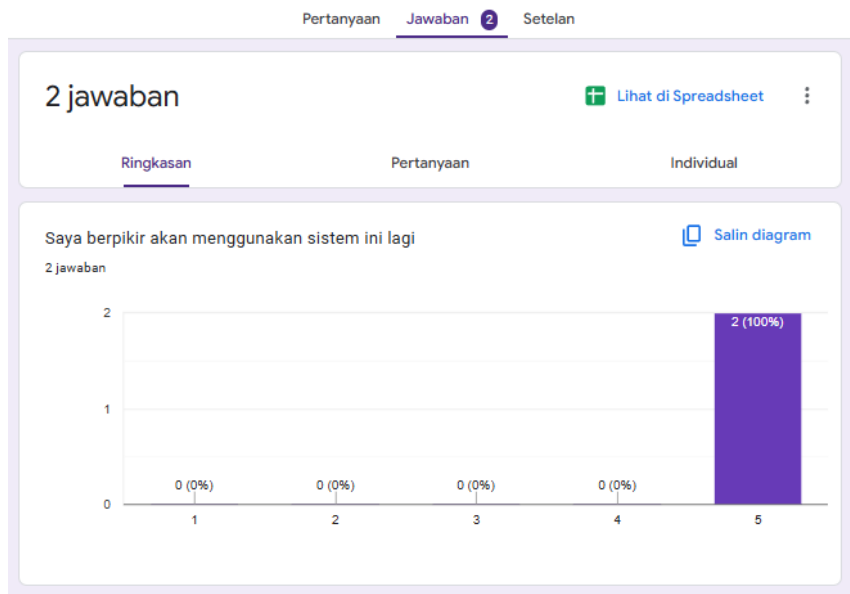 Pertanyaan Jawaban 2 Setelan
2 jawaban Lihat di Spreadsheet
Ringkasan Pertanyaan Individual
Saya berpikir akan menggunakan sistem ini lagi Salin diagram
2 jawaban
2
2 (100%)
1
0 (0%) 0 (0%) 0 (0%) 0 (0%)
0
1 2 3 4 5